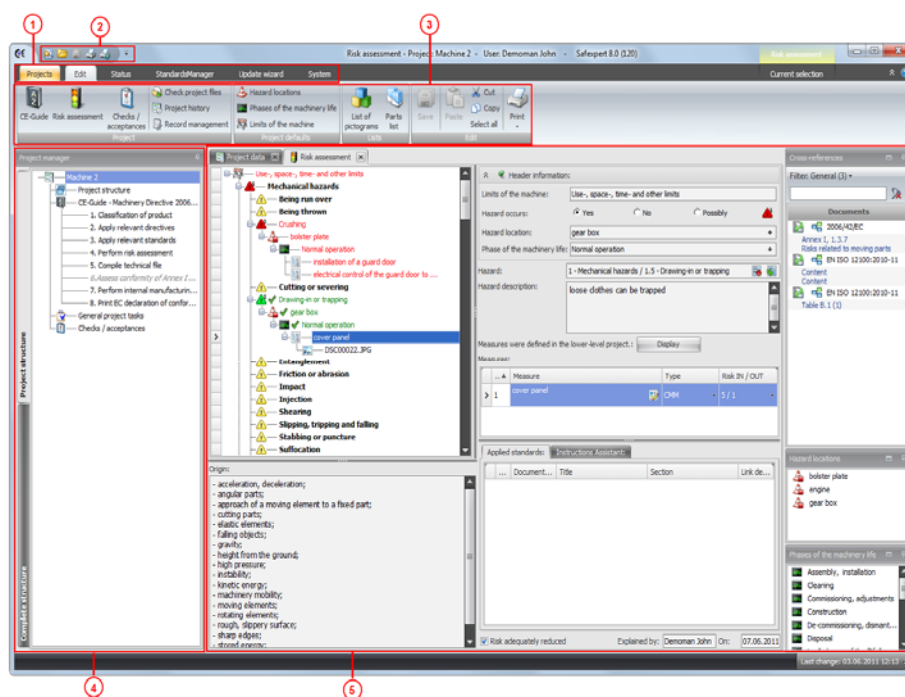 1
2
3
Risk assessment - Project Machine 2 - User: Demoman John - Safexpert 8.0 (120)
Risk assessment
Projects Edit Status StandardsManager Update wizard System Current selection
CE-Guide Risk assessment Checks / acceptances
Check project files
Project history
Record management
Project
Hazard locations
Phases of the machinery life
Limits of the machine
Project defaults
List of pictograms Parts list
Lists
Save Paste
Cut
Copy
Select all
Print
Edit
Project manager
Machine 2
Project structure
CE-Guide - Machinery Directive 2006...
1. Classification of product
2. Apply relevant directives
3. Apply relevant standards
4. Perform risk assessment
5. Compile technical file
6.Assess conformity of Annex I...
7. Perform internal manufacturin...
8. Print EC declaration of confor...
General project tasks
Checks / acceptances
Project structure
Complete structure
Project data Risk assessment
Use-, space-, time- and other limits
Mechanical hazards
Being run over
Being thrown
Crushing
bolster plate
Normal operation
installation of a guard door
electrical control of the guard door to ...
Cutting or severing
Drawing-in or trapping
gear box
Normal operation
cover panel
DSC00022.JPG
Entanglement
Friction or abrasion
Impact
Injection
Shearing
Slipping, tripping and falling
Stabbing or puncture
Suffocation
Origin:
- acceleration, deceleration;
- angular parts;
- approach of a moving element to a fixed part;
- cutting parts;
- elastic elements;
- falling objects;
- gravity;
- height from the ground;
- high pressure;
- instability;
- kinetic energy;
- machinery mobility;
- moving elements;
- rotating elements;
- rough, slippery surface;
- sharp edges;
- stored energy;
Header information:
Limits of the machine: Use-, space-, time- and other limits
Hazard occurs: Yes No Possibly
Hazard location: gear box
Phase of the machinery life: Normal operation
Hazard: 1 - Mechanical hazards / 1.5 - Drawing-in or trapping
Hazard description: loose clothes can be trapped
Measures were defined in the lower-level project.: Display
Measures:
... Measure Type Risk IN / OUT
1 cover panel CMM 5 / 1
Applied standards: Instructions Assistant:
... Document... Title Section Link de...
Risk adequately reduced Explained by: Demoman John On: 07.06.2011
Cross-references
Filter: General (3)
Documents
2006/42/EC
Annex I, 1.3.7
Risks related to moving parts
EN ISO 12100:2010-11
Content
Content
EN ISO 12100:2010-11
Table B.1 (1)
Hazard locations
bolster plate
engine
gear box
Phases of the machinery life
Assembly, installation
Clearing
Commissioning, adjustments
Construction
De-commissioning, dismant...
Disposal
Last change: 03.06.2011 12:13
4
5